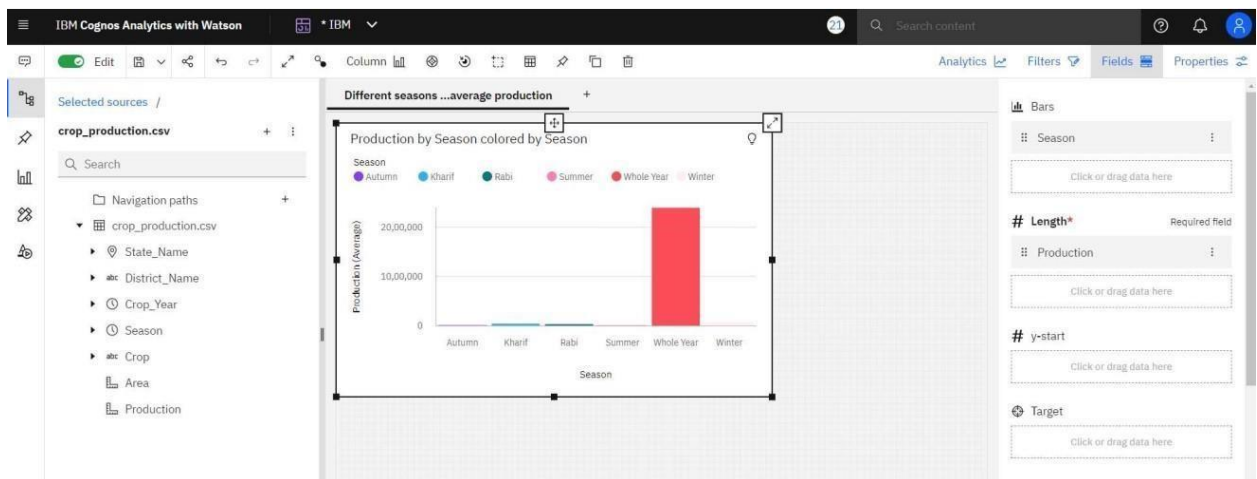 IBM Cognos Analytics with Watson
* IBM
21
Search content
Edit
Column
Analytics
Filters
Fields
Properties
Selected sources /
crop_production.csv
Search
Navigation paths
crop_production.csv
State_Name
abc District_Name
Crop_Year
Season
abc Crop
Area
Production
Different seasons ...average production
Production by Season colored by Season
Season
Autumn Kharif Rabi Summer Whole Year Winter
Production (Average)
20,00,000
10,00,000
0
Autumn Kharif Rabi Summer Whole Year Winter
Season
Bars
Season
Click or drag data here
# Length* Required field
Production
Click or drag data here
# y-start
Click or drag data here
Target
Click or drag data here